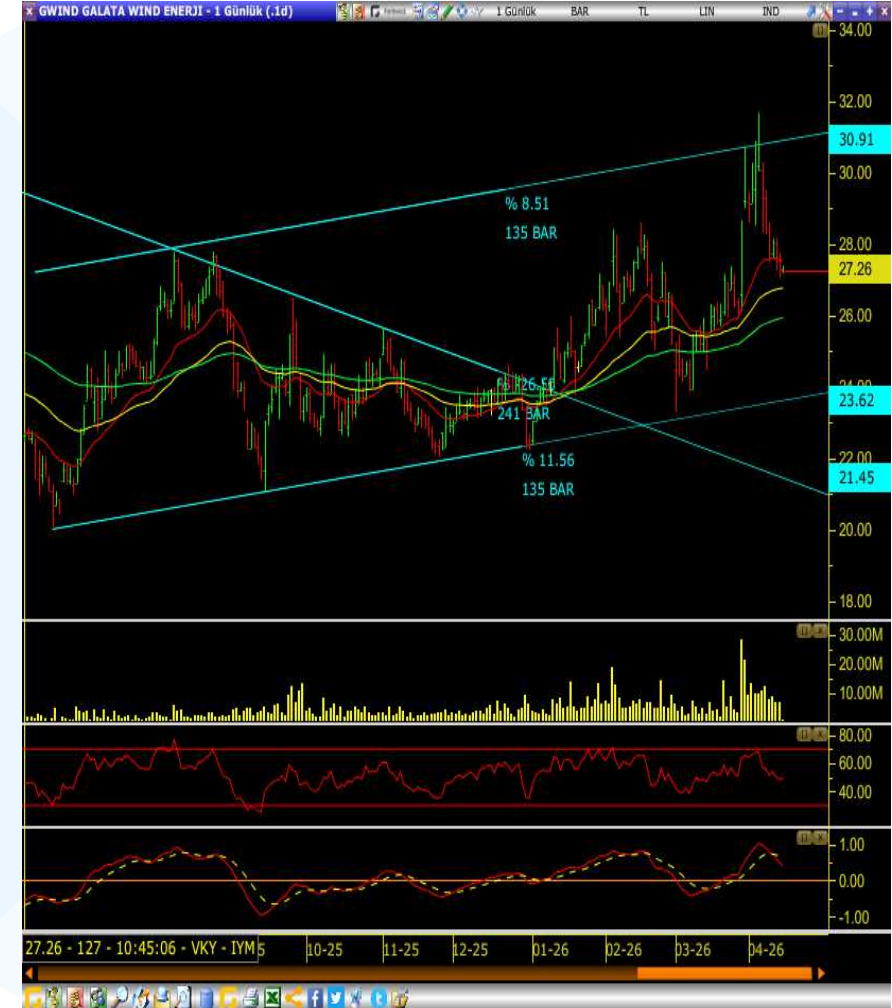 GWIND GALATA WIND ENERJI - 1 Günlük (.1d)
1 Günlük BAR TL LIN IND
34.00
32.00
30.91
30.00
28.00
27.26
26.00
24.00
23.62
22.00
21.45
20.00
18.00
% 8.51
135 BAR
241 BAR
% 11.56
135 BAR
30.00M
20.00M
10.00M
80.00
60.00
40.00
1.00
0.00
-1.00
27.26 - 127 - 10:45:06 - VKY - IYM 5 10-25 11-25 12-25 01-26 02-26 03-26 04-26